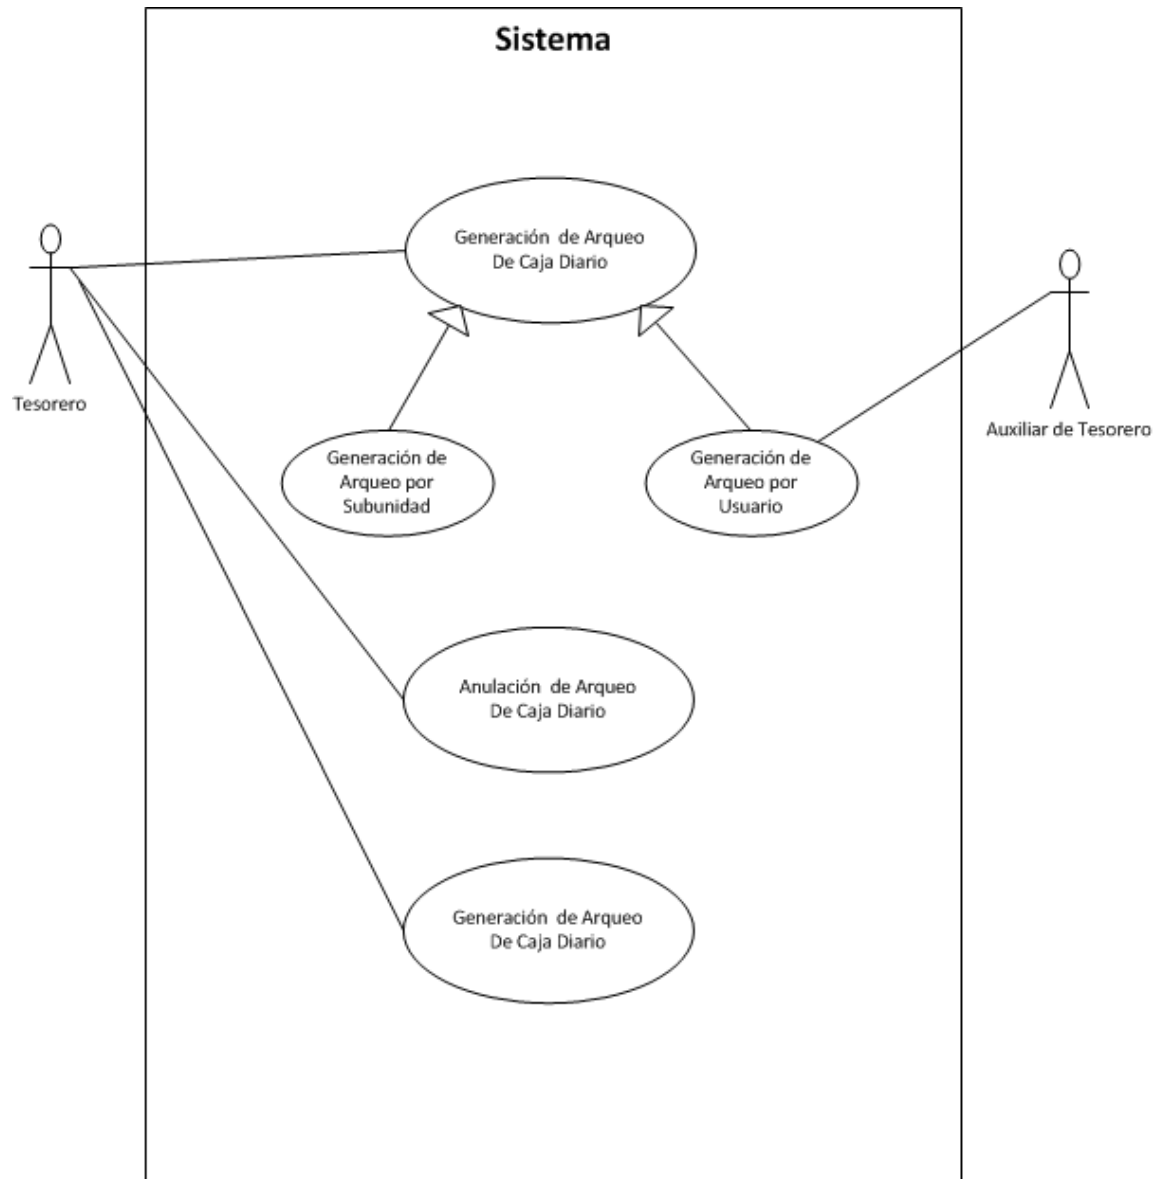 Sistema
Generación de Arqueo
De Caja Diario
Tesorero
Auxiliar de Tesorero
Generación de
Arqueo por
Subunidad
Generación de
Arqueo por
Usuario
Anulación de Arqueo
De Caja Diario
Generación de Arqueo
De Caja Diario